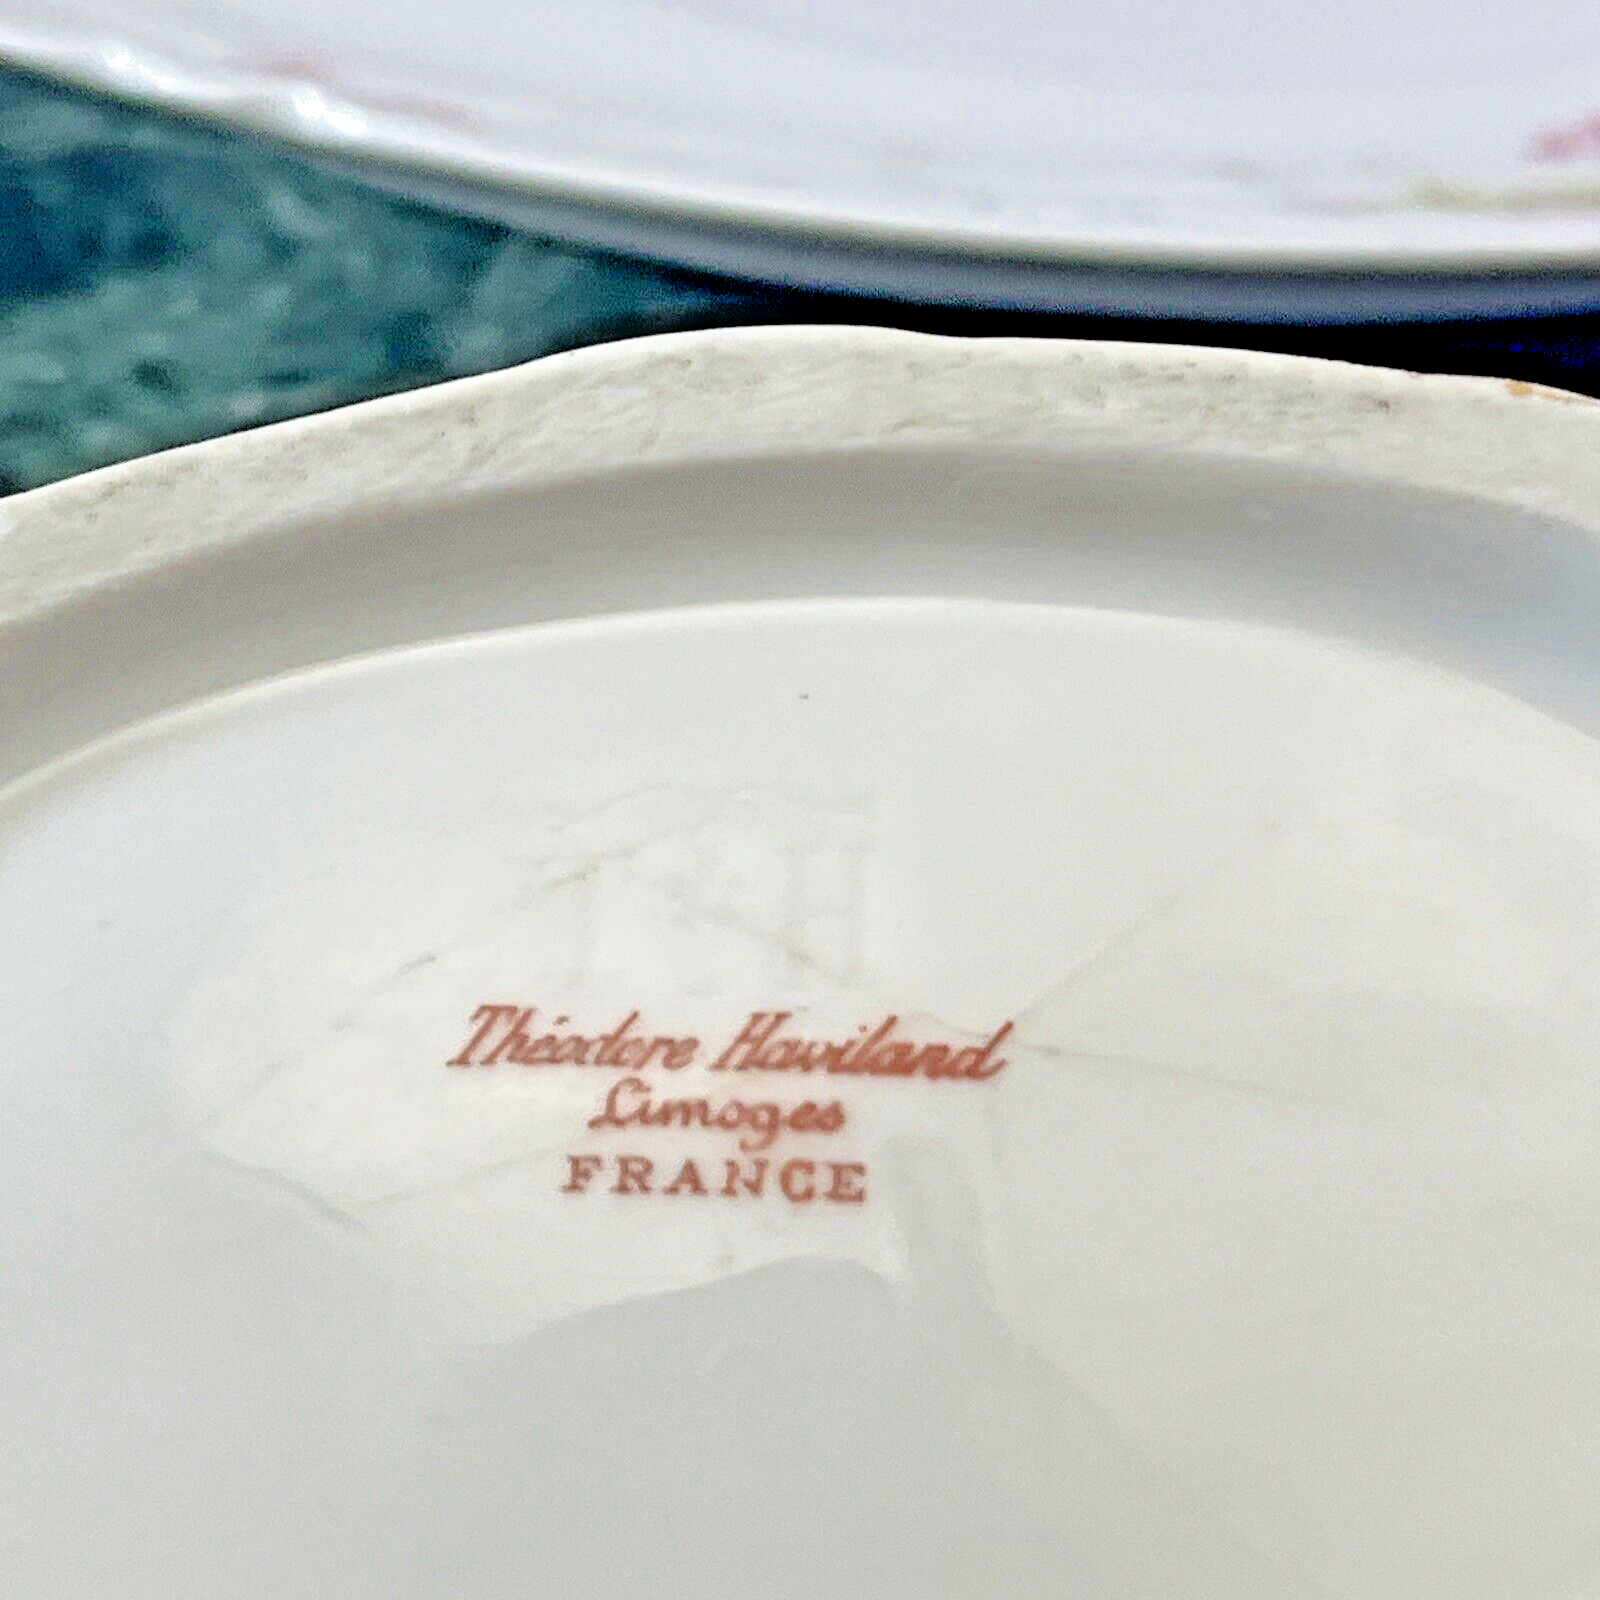 Théodore Haviland
Limoges
FRANCE